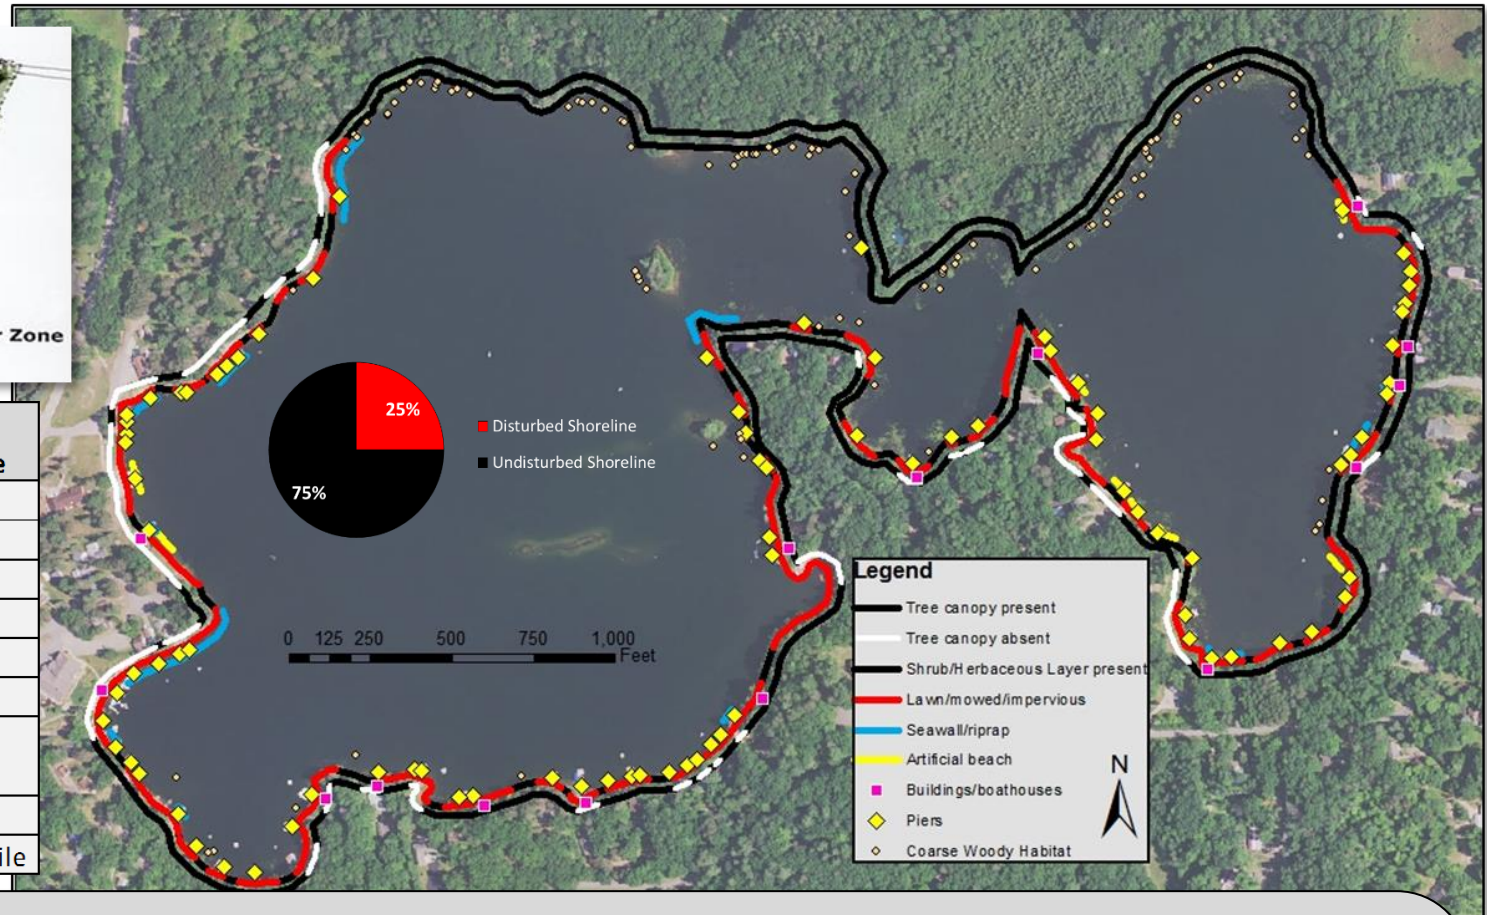 r Zone
e
ile
25%
75%
Disturbed Shoreline
Undisturbed Shoreline
0 125 250 500 750 1,000
Feet
Legend
Tree canopy present
Tree canopy absent
Shrub/Herbaceous Layer present
Lawn/mowed/impervious
Seawall/riprap
Artificial beach
Buildings/boathouses
Piers
Coarse Woody Habitat
N